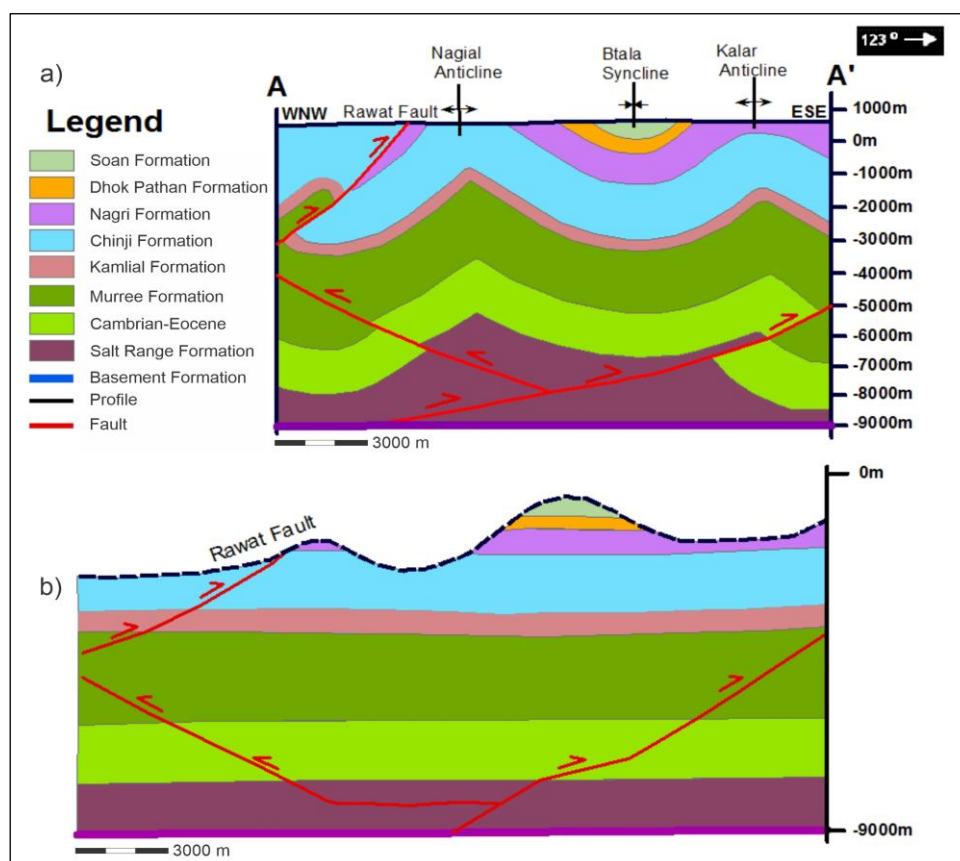 a)
Legend
Soan Formation
Dhok Pathan Formation
Nagri Formation
Chinji Formation
Kamlial Formation
Murree Formation
Cambrian-Eocene
Salt Range Formation
Basement Formation
Profile
Fault
123° 
Nagial
Anticline
Btala
Syncline
Kalar
Anticline
A
A'
WNW
Rawat Fault
ESE
1000m
0m
-1000m
-2000m
-3000m
-4000m
-5000m
-6000m
-7000m
-8000m
-9000m
3000 m
b)
Rawat Fault
0m
-9000m
3000 m